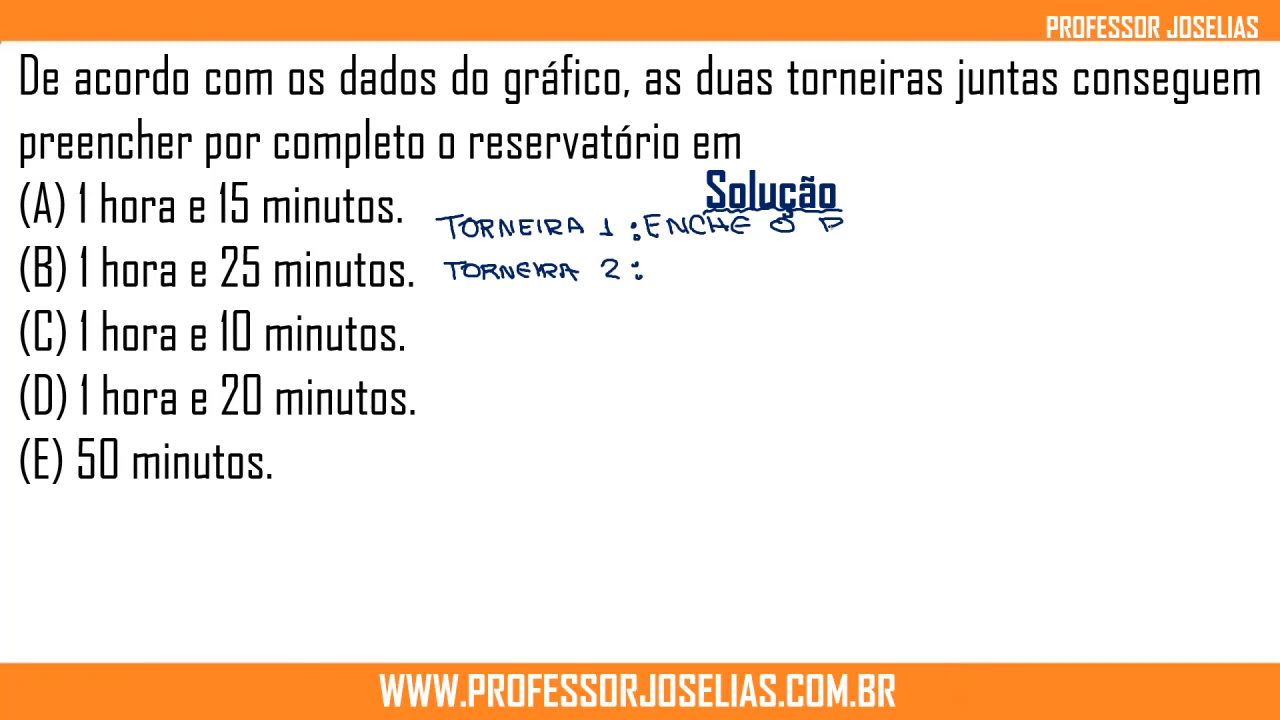 PROFESSOR JOSELIAS
De acordo com os dados do gráfico, as duas torneiras juntas conseguem
preencher por completo o reservatório em
(A) 1 hora e 15 minutos.
(B) 1 hora e 25 minutos.
(C) 1 hora e 10 minutos.
(D) 1 hora e 20 minutos.
(E) 50 minutos.
Solução
TORNEIRA 1 : ENCHE O P
TORNEIRA 2 :
WWW.PROFESSORJOSELIAS.COM.BR